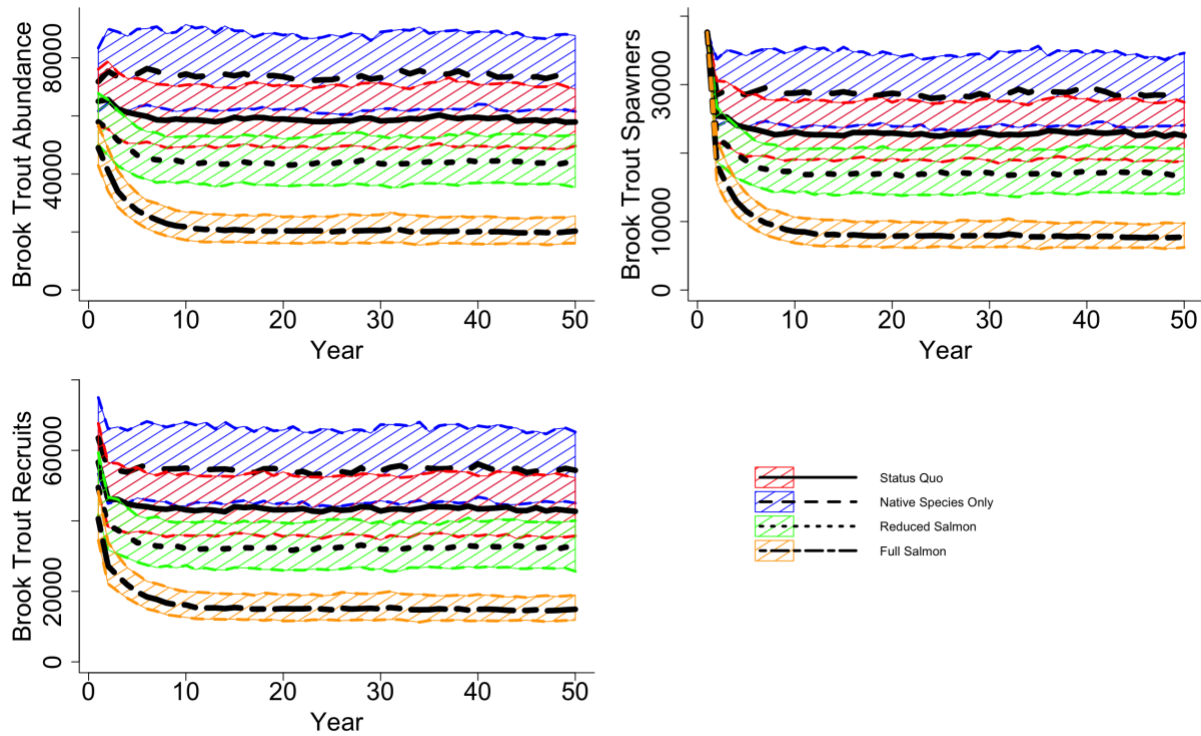 Brook Trout Abundance
80000
40000
0
0 10 20 30 40 50
Year
Brook Trout Spawners
30000
10000
0
0 10 20 30 40 50
Year
Brook Trout Recruits
60000
20000
0
0 10 20 30 40 50
Year
Status Quo
Native Species Only
Reduced Salmon
Full Salmon